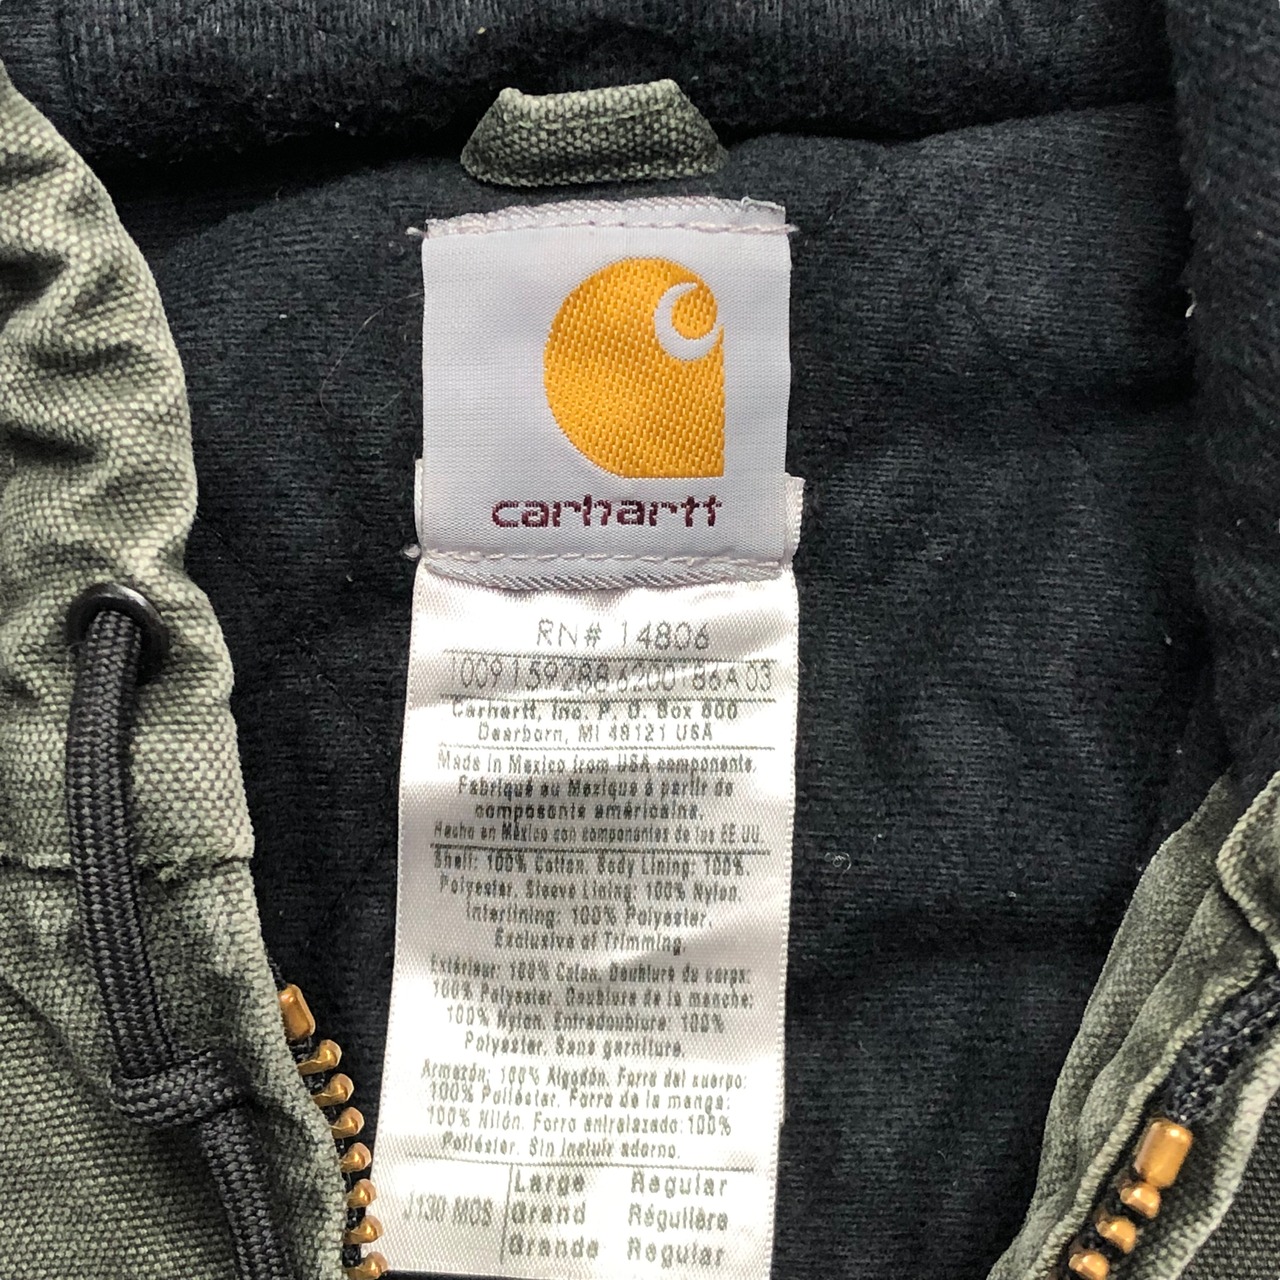 carhartt
RN# 14806
1009159288 6200 86A 03
Carhartt, Inc. P. O. Box 600
Dearborn, MI 48121 USA
Made in Mexico from USA components.
Fabriqué au Mexique à partir de
composants américains.
Hecho en México con componentes de los EE.UU.
Shell: 100% Cotton. Body Lining: 100%
Polyester. Sleeve Lining: 100% Nylon.
Interlining: 100% Polyester.
Exclusive of Trimming.
Extérieur: 100% Coton. Doublure du corps:
100% Polyester. Doublure de la manche:
100% Nylon. Entredoublure: 100%
Polyester. Sans garniture.
Armazón: 100% Algodón. Forro del cuerpo:
100% Poliéster. Forro de la manga:
100% Nilón. Forro entrelazado: 100%
Poliéster. Sin incluir adorno.
Large Regular
J130 MOS Grand Régulière
Grande Regular